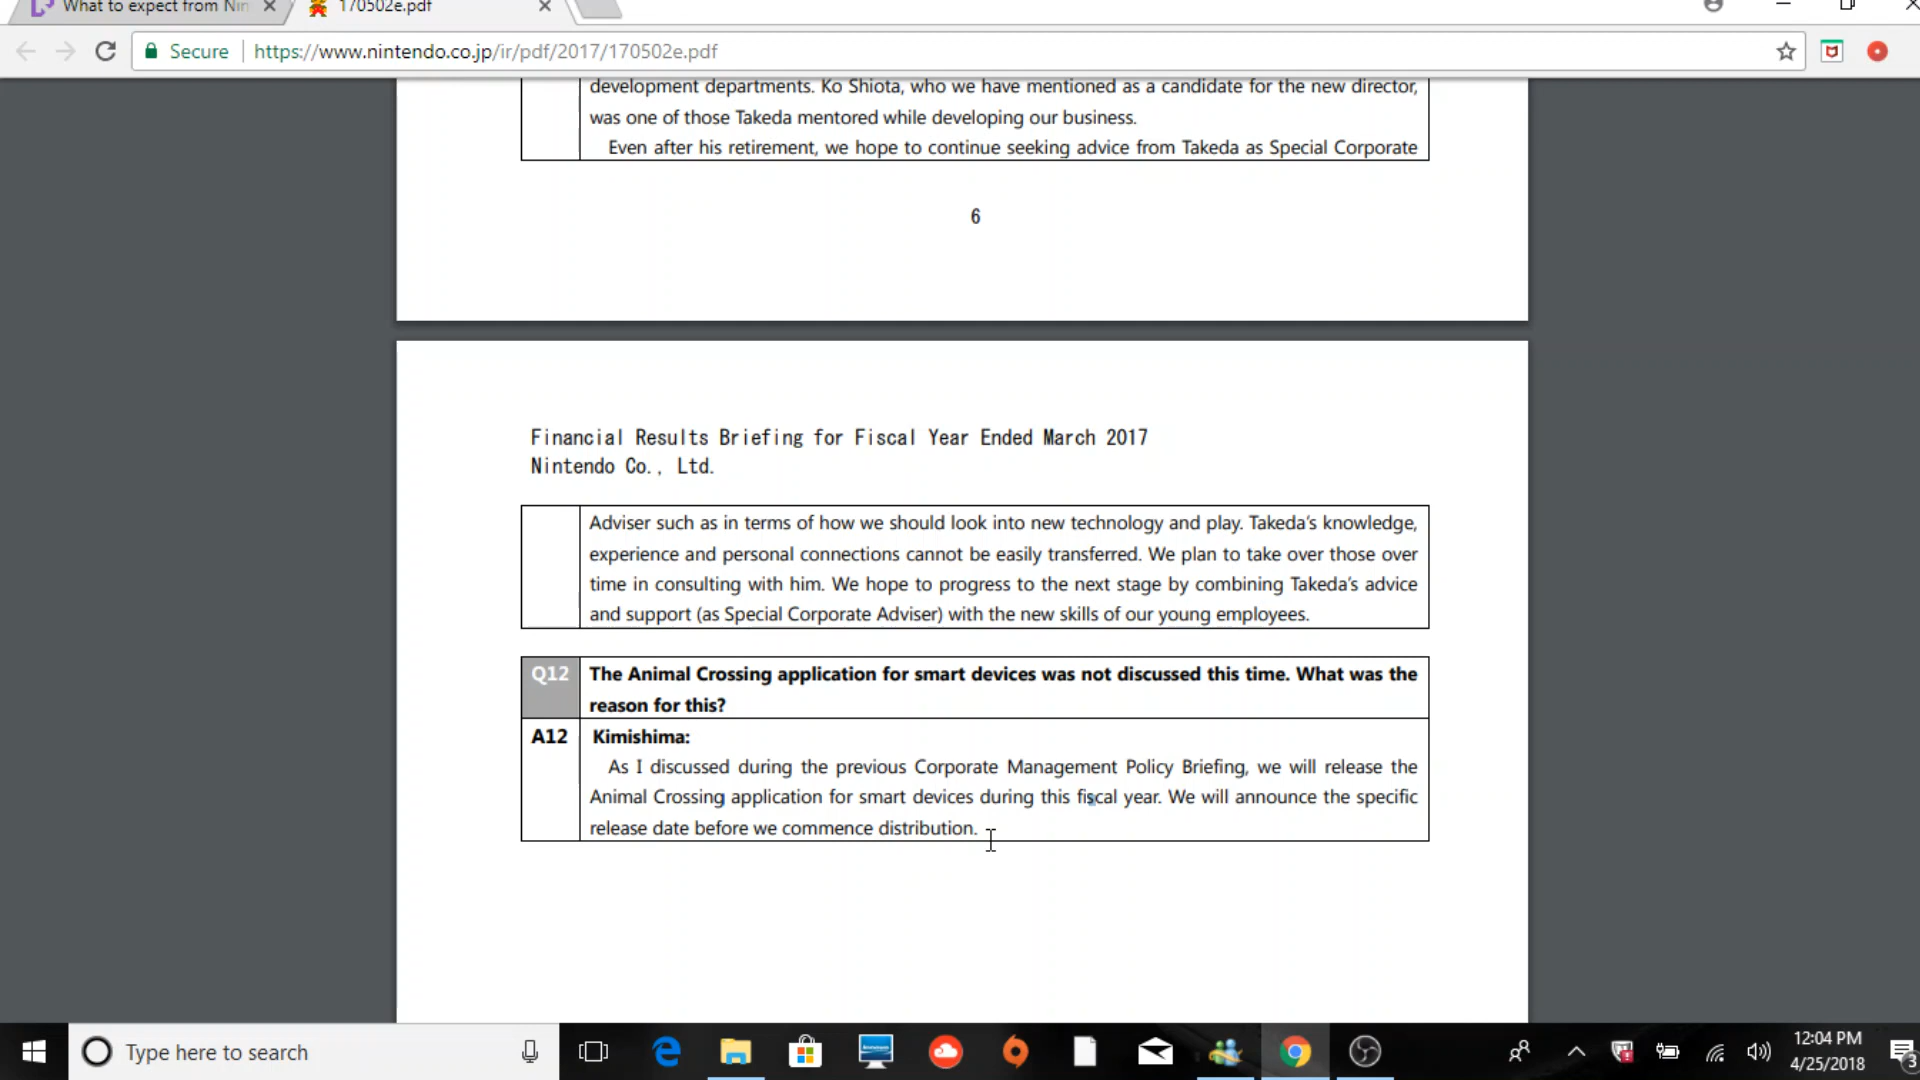 What to expect from Nin
170502e.pdf
Secure
https://www.nintendo.co.jp/ir/pdf/2017/170502e.pdf
development departments. Ko Shiota, who we have mentioned as a candidate for the new director,
was one of those Takeda mentored while developing our business.
Even after his retirement, we hope to continue seeking advice from Takeda as Special Corporate
6
Financial Results Briefing for Fiscal Year Ended March 2017
Nintendo Co., Ltd.
Adviser such as in terms of how we should look into new technology and play. Takeda’s knowledge,
experience and personal connections cannot be easily transferred. We plan to take over those over
time in consulting with him. We hope to progress to the next stage by combining Takeda’s advice
and support (as Special Corporate Adviser) with the new skills of our young employees.
Q12 The Animal Crossing application for smart devices was not discussed this time. What was the
reason for this?
A12 Kimishima:
As I discussed during the previous Corporate Management Policy Briefing, we will release the
Animal Crossing application for smart devices during this fiscal year. We will announce the specific
release date before we commence distribution.
Type here to search
12:04 PM
4/25/2018
3